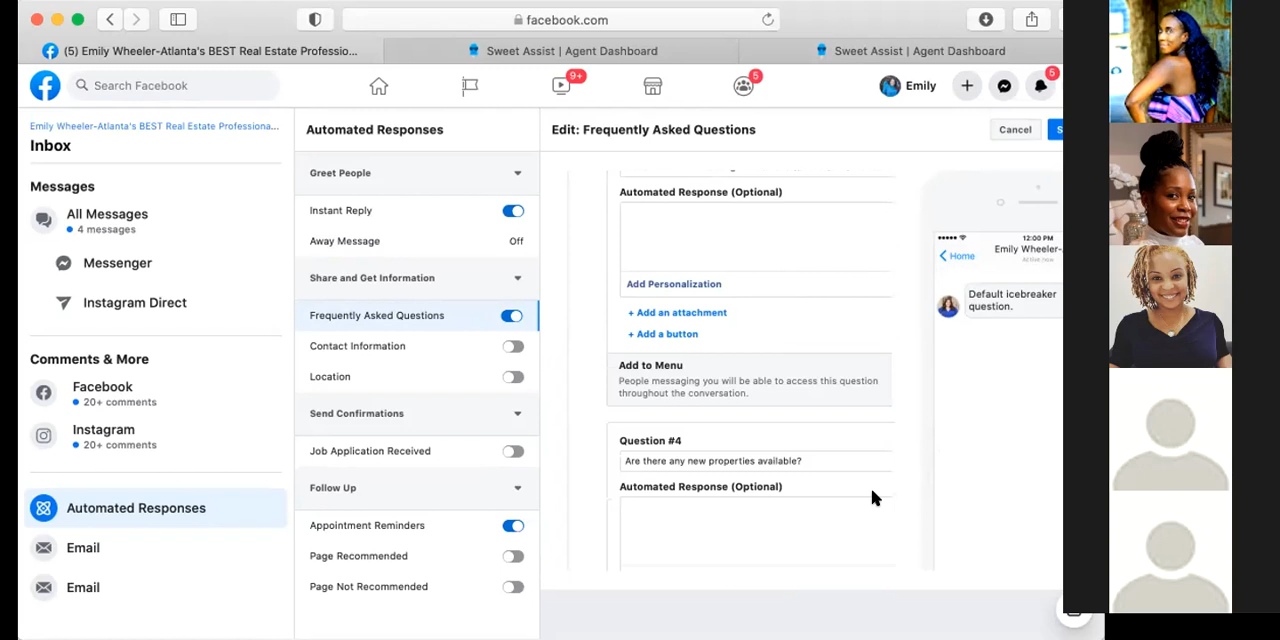 facebook.com
(5) Emily Wheeler-Atlanta's BEST Real Estate Professio...
Sweet Assist | Agent Dashboard
Sweet Assist | Agent Dashboard
Search Facebook
9+
5
Emily
5
Emily Wheeler-Atlanta's BEST Real Estate Professiona...
Inbox
Messages
All Messages
4 messages
Messenger
Instagram Direct
Comments & More
Facebook
20+ comments
Instagram
20+ comments
Automated Responses
Email
Email
Automated Responses
Greet People
Instant Reply
Away Message Off
Share and Get Information
Frequently Asked Questions
Contact Information
Location
Send Confirmations
Job Application Received
Follow Up
Appointment Reminders
Page Recommended
Page Not Recommended
Edit: Frequently Asked Questions
Cancel
Automated Response (Optional)
Add Personalization
+ Add an attachment
+ Add a button
Add to Menu
People messaging you will be able to access this question
throughout the conversation.
Question #4
Are there any new properties available?
Automated Response (Optional)
12:00 PM
Home
Emily Wheeler-
Active now
Default icebreaker
question.